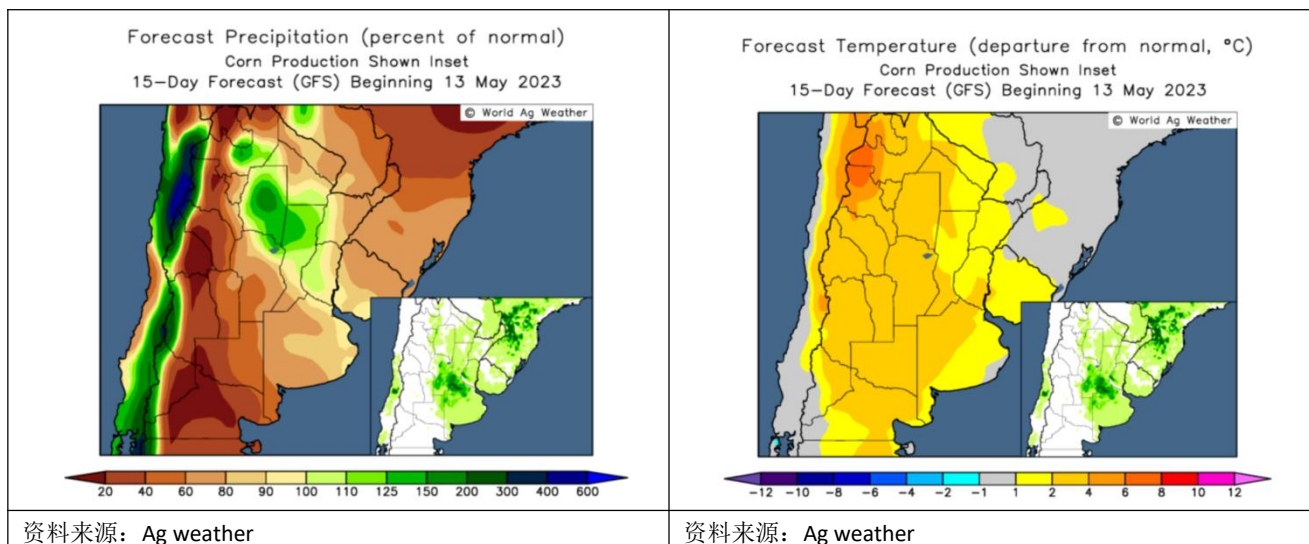 Forecast Precipitation (percent of normal)
Corn Production Shown Inset
15-Day Forecast (GFS) Beginning 13 May 2023
© World Ag Weather
20 40 60 80 90 100 110 125 150 200 300 400 600
资料来源：Ag weather
Forecast Temperature (departure from normal, °C)
Corn Production Shown Inset
15-Day Forecast (GFS) Beginning 13 May 2023
© World Ag Weather
-12 -10 -8 -6 -4 -2 -1 1 2 4 6 8 10 12
资料来源：Ag weather